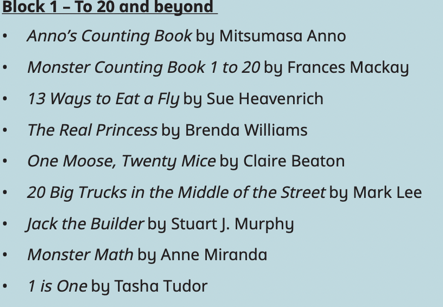 Block 1 – To 20 and beyond
• Anno's Counting Book by Mitsumasa Anno
• Monster Counting Book 1 to 20 by Frances Mackay
• 13 Ways to Eat a Fly by Sue Heavenrich
• The Real Princess by Brenda Williams
• One Moose, Twenty Mice by Claire Beaton
• 20 Big Trucks in the Middle of the Street by Mark Lee
• Jack the Builder by Stuart J. Murphy
• Monster Math by Anne Miranda
• 1 is One by Tasha Tudor